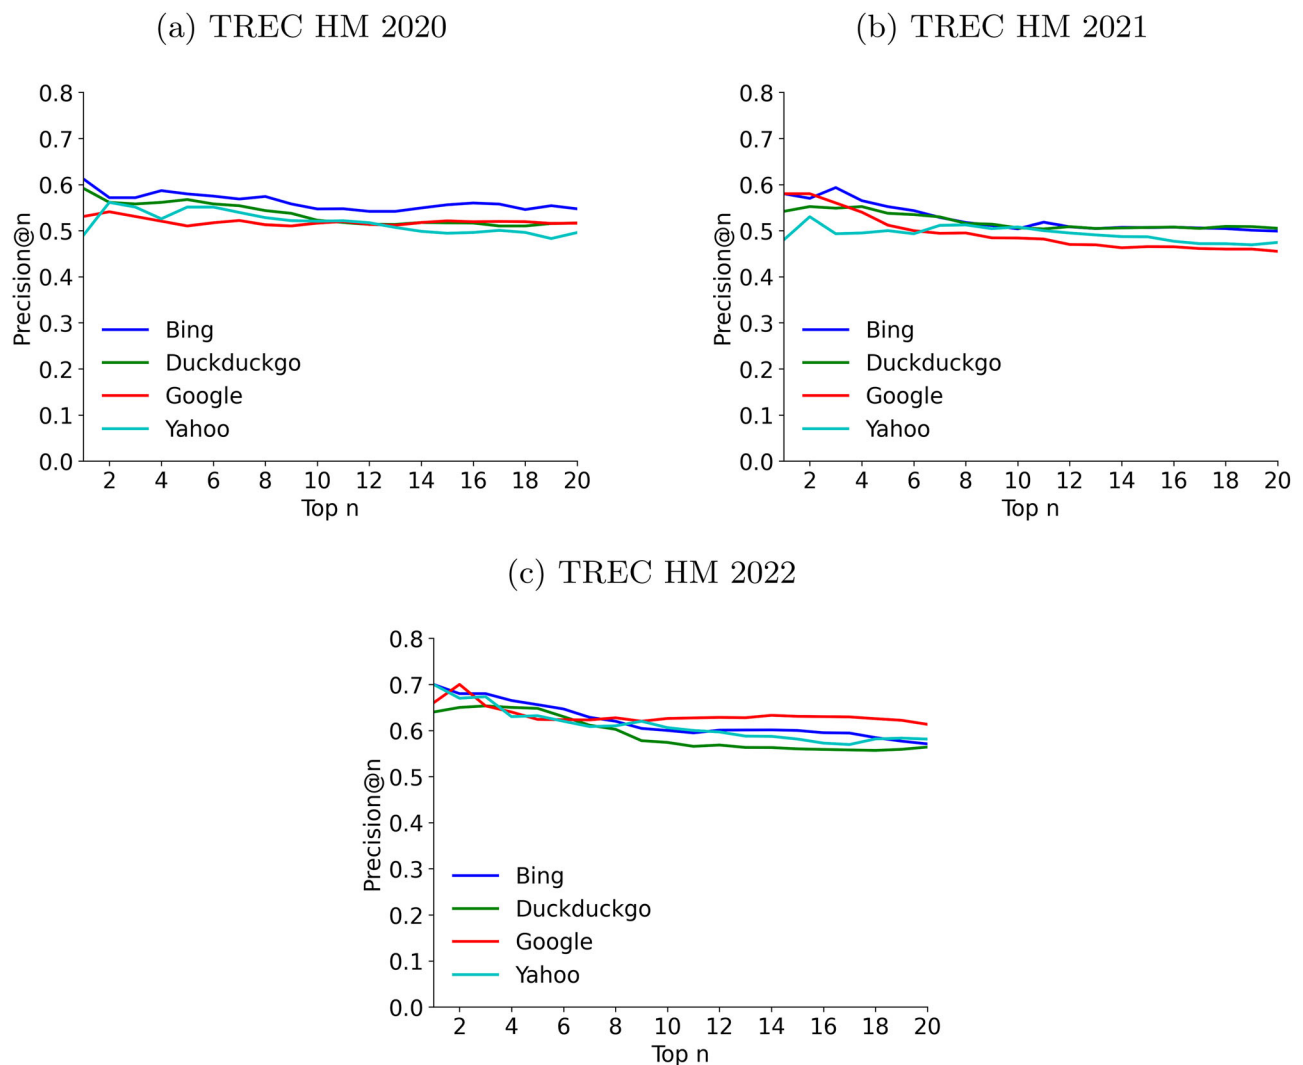 (a) TREC HM 2020
0.8
0.7
0.6
0.5
0.4
0.3
0.2
0.1
0.0
Precision@n
Bing
Duckduckgo
Google
Yahoo
2 4 6 8 10 12 14 16 18 20
Top n
(b) TREC HM 2021
0.8
0.7
0.6
0.5
0.4
0.3
0.2
0.1
0.0
Precision@n
Bing
Duckduckgo
Google
Yahoo
2 4 6 8 10 12 14 16 18 20
Top n
(c) TREC HM 2022
0.8
0.7
0.6
0.5
0.4
0.3
0.2
0.1
0.0
Precision@n
Bing
Duckduckgo
Google
Yahoo
2 4 6 8 10 12 14 16 18 20
Top n